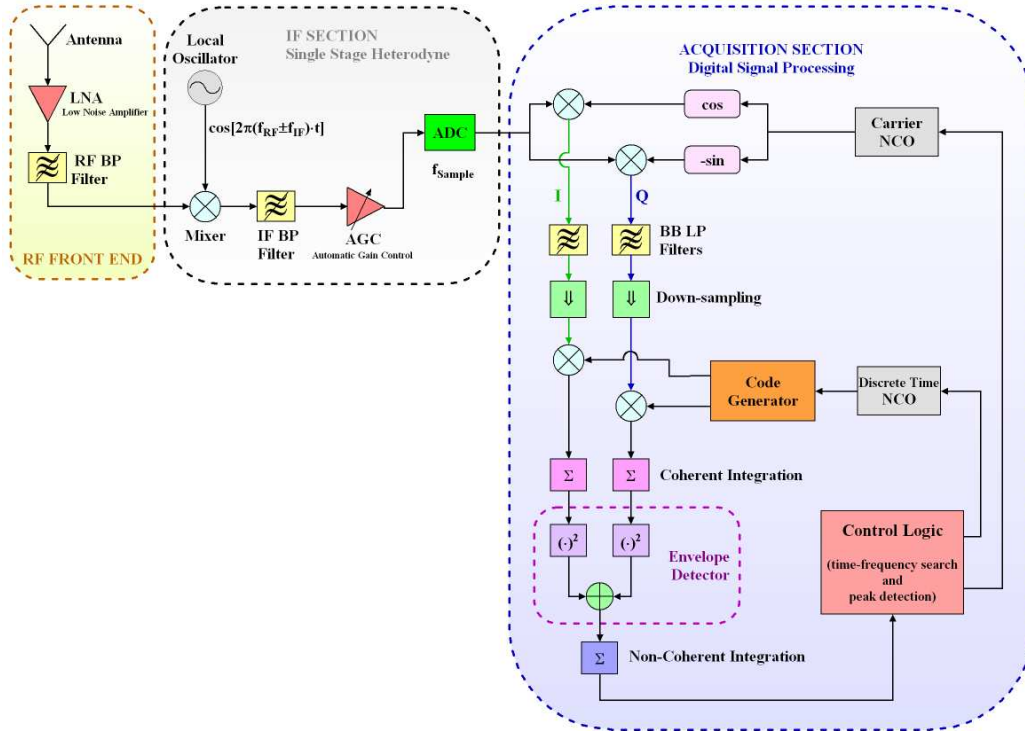 Antenna
LNA
Low Noise Amplifier
RF BP
Filter
RF FRONT END
IF SECTION
Single Stage Heterodyne
Local
Oscillator
cos[2π(f_RF±f_IF)·t]
Mixer
IF BP
Filter
AGC
Automatic Gain Control
ADC
f_Sample
ACQUISITION SECTION
Digital Signal Processing
cos
-sin
Carrier
NCO
I
Q
BB LP
Filters
⇓
⇓
Down-sampling
Code
Generator
Discrete Time
NCO
Σ
Σ
Coherent Integration
(·)²
(·)²
Envelope
Detector
Σ
Non-Coherent Integration
Control Logic
(time-frequency search
and
peak detection)